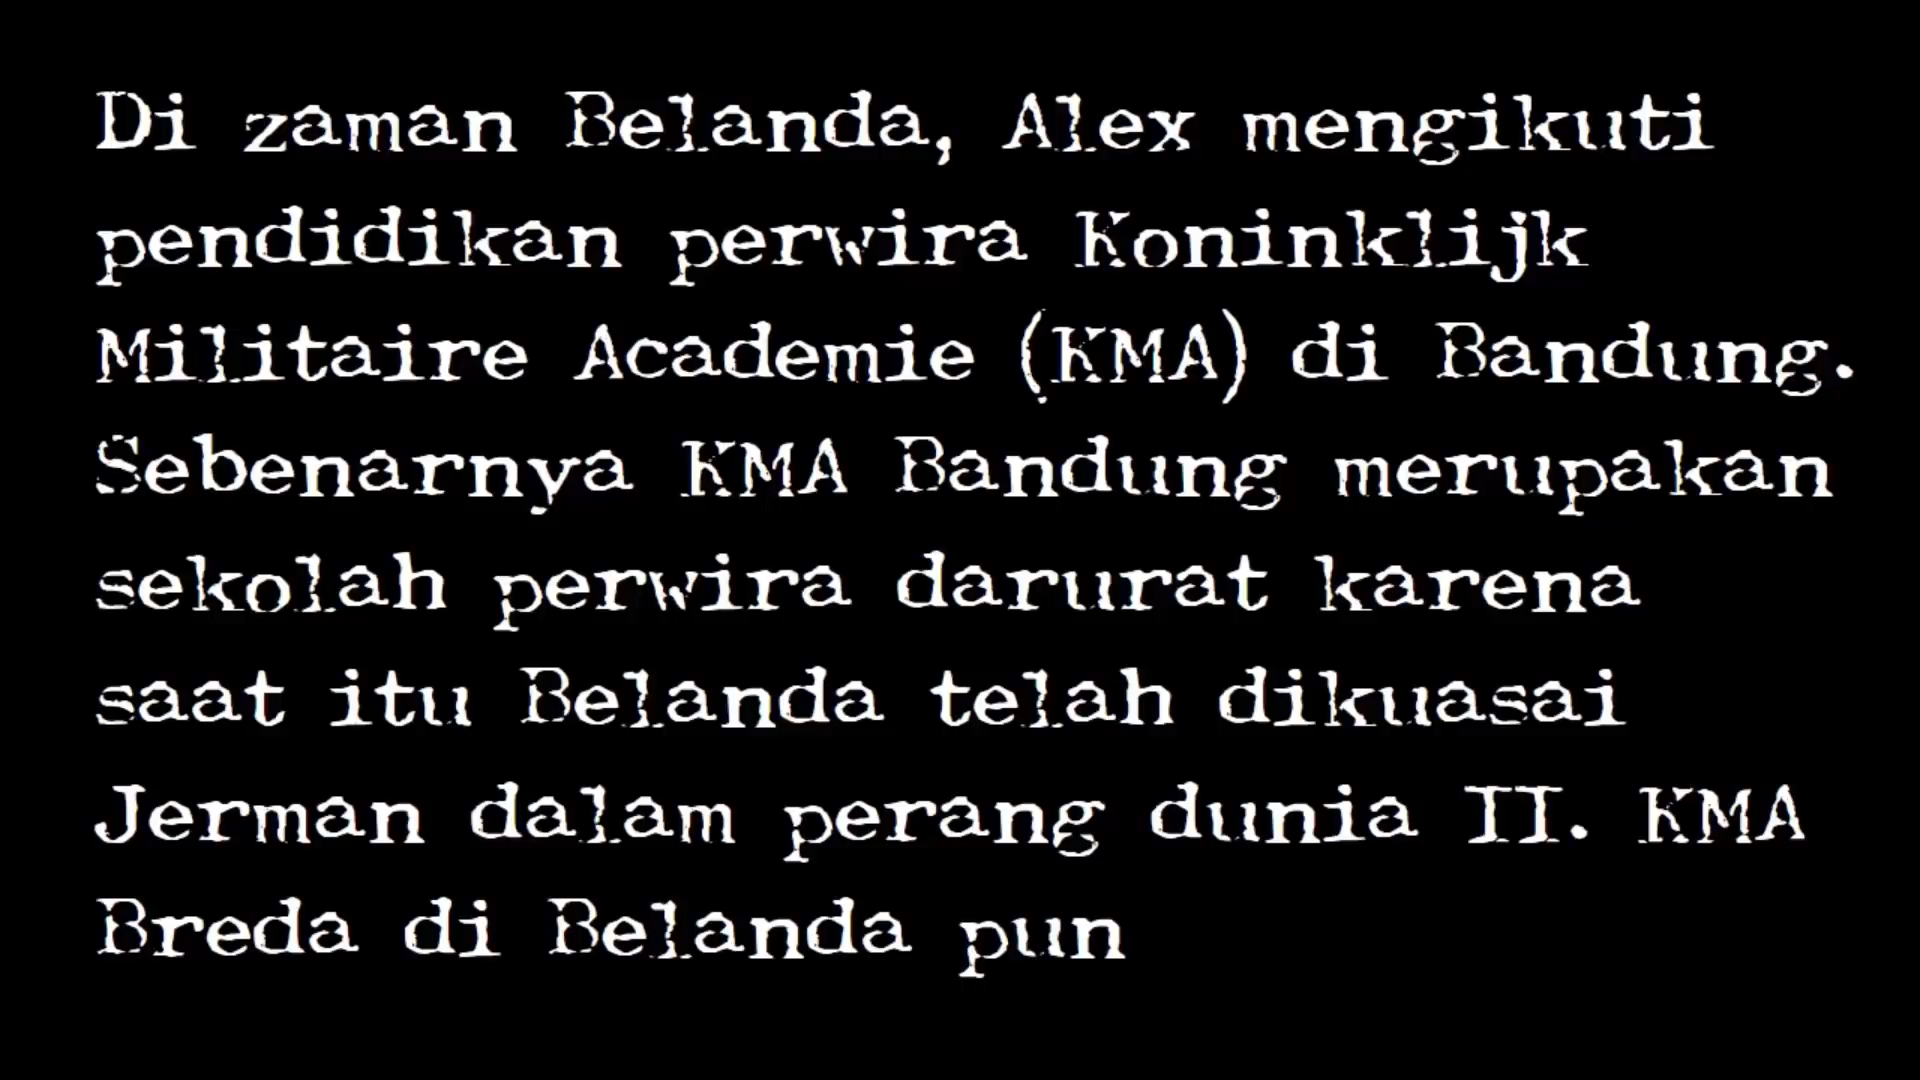 Di zaman Belanda, Alex mengikuti
pendidikan perwira Koninklijk
Militaire Academie (KMA) di Bandung.
Sebenarnya KMA Bandung merupakan
sekolah perwira darurat karena
saat itu Belanda telah dikuasai
Jerman dalam perang dunia II. KMA
Breda di Belanda pun